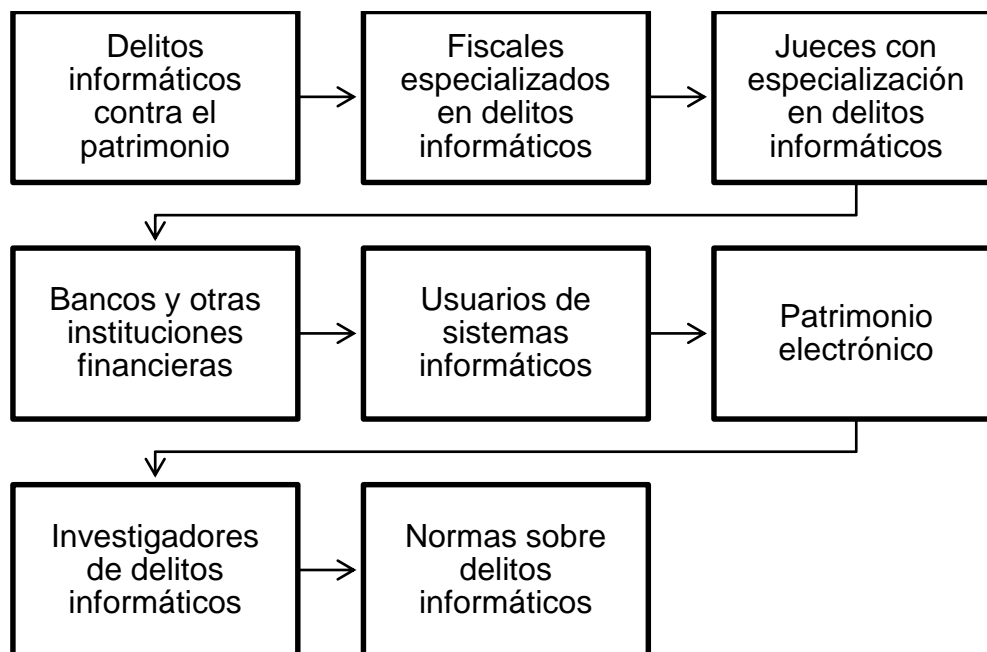 Delitos
informáticos
contra el
patrimonio
Fiscales
especializados
en delitos
informáticos
Jueces con
especialización
en delitos
informáticos
Bancos y otras
instituciones
financieras
Usuarios de
sistemas
informáticos
Patrimonio
electrónico
Investigadores
de delitos
informáticos
Normas sobre
delitos
informáticos